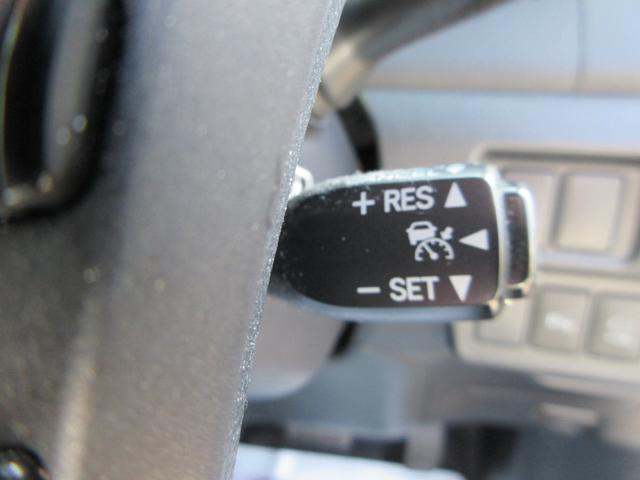 + RES ▲
◀
− SET ▼